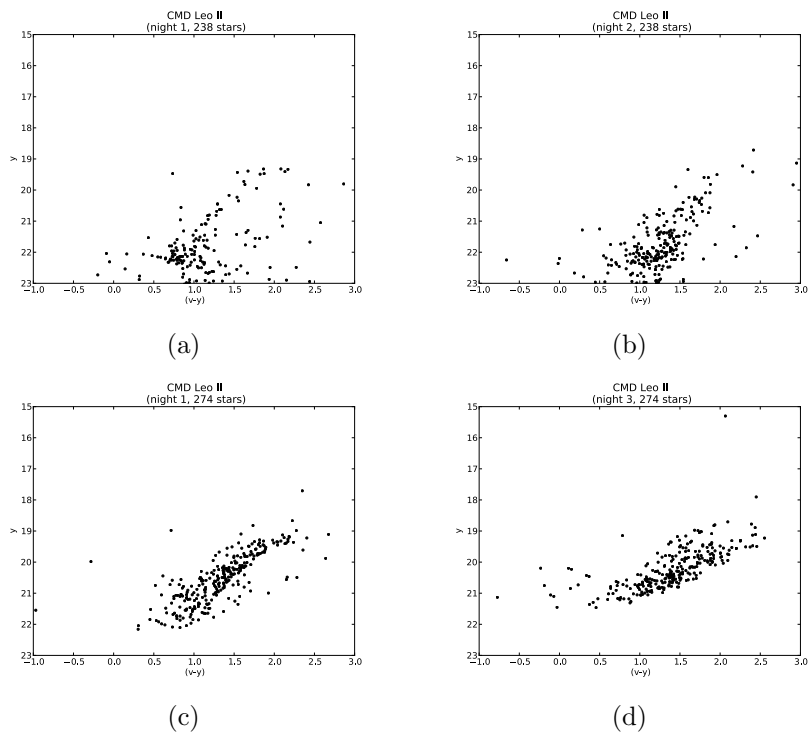 CMD Leo II
(night 1, 238 stars)
15
16
17
18
19
20
21
22
23
y
−1.0 −0.5 0.0 0.5 1.0 1.5 2.0 2.5 3.0
(v–y)
(a)
CMD Leo II
(night 2, 238 stars)
15
16
17
18
19
20
21
22
23
y
−1.0 −0.5 0.0 0.5 1.0 1.5 2.0 2.5 3.0
(v–y)
(b)
CMD Leo II
(night 1, 274 stars)
15
16
17
18
19
20
21
22
23
y
−1.0 −0.5 0.0 0.5 1.0 1.5 2.0 2.5 3.0
(v–y)
(c)
CMD Leo II
(night 3, 274 stars)
15
16
17
18
19
20
21
22
23
y
−1.0 −0.5 0.0 0.5 1.0 1.5 2.0 2.5 3.0
(v–y)
(d)